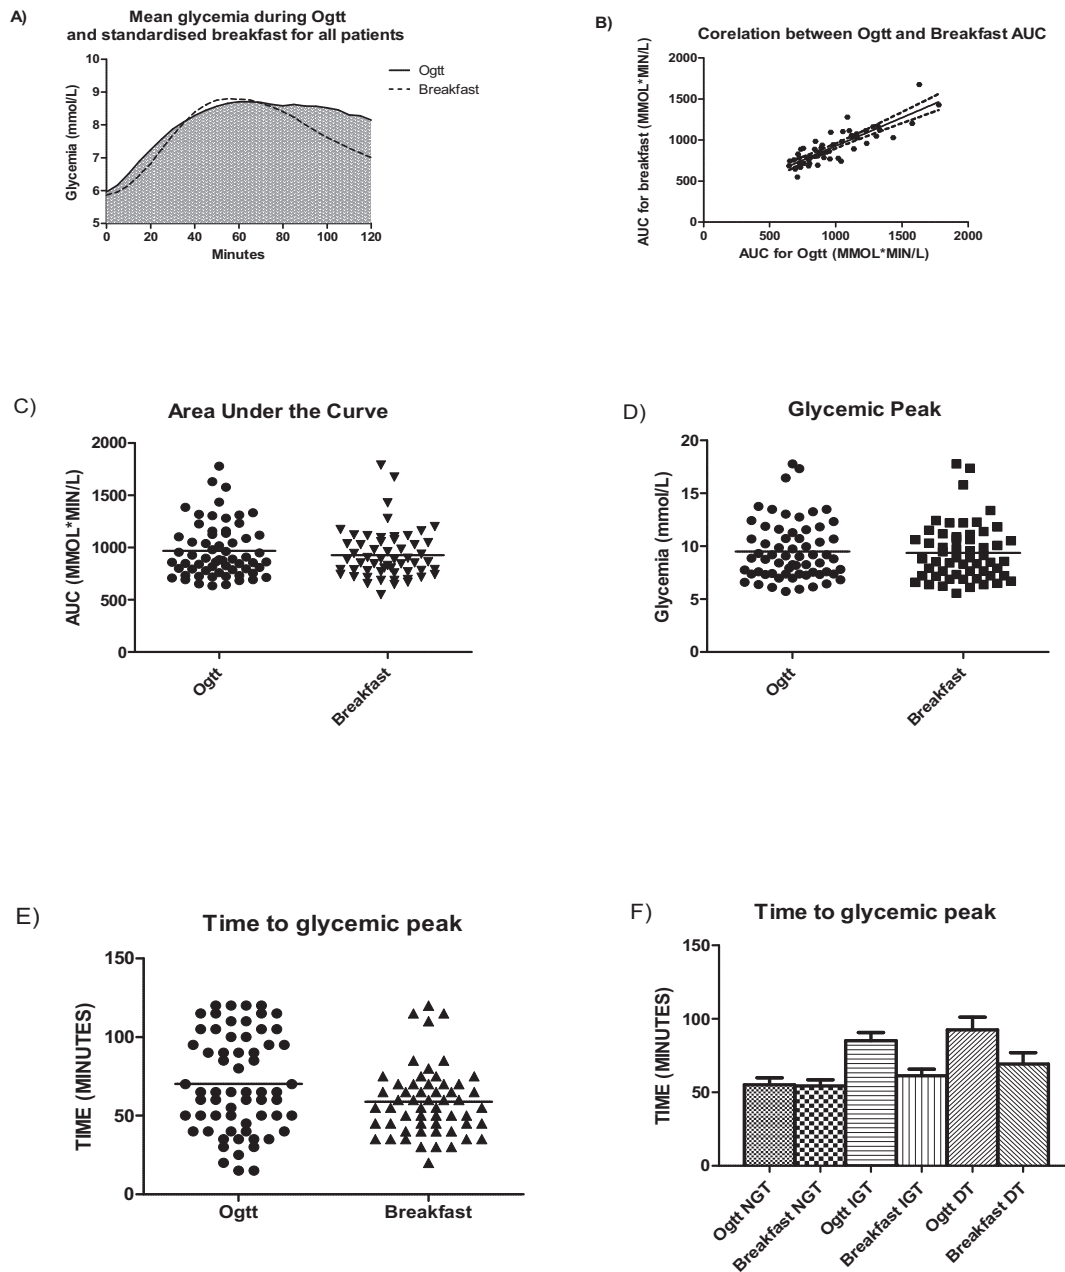 A)
Mean glycemia during Ogtt
and standardised breakfast for all patients
Glycemia (mmol/L)
10
9
8
7
6
5
0 20 40 60 80 100 120
Minutes
Ogtt
Breakfast
B)
Corelation between Ogtt and Breakfast AUC
AUC for breakfast (MMOL*MIN/L)
2000
1500
1000
500
0
0 500 1000 1500 2000
AUC for Ogtt (MMOL*MIN/L)
C)
Area Under the Curve
AUC (MMOL*MIN/L)
2000
1500
1000
500
0
Ogtt
Breakfast
D)
Glycemic Peak
Glycemia (mmol/L)
20
15
10
5
0
Ogtt
Breakfast
E)
Time to glycemic peak
TIME (MINUTES)
150
100
50
0
Ogtt Breakfast
F)
Time to glycemic peak
TIME (MINUTES)
150
100
50
0
Ogtt NGT
Breakfast NGT
Ogtt IGT
Breakfast IGT
Ogtt DT
Breakfast DT